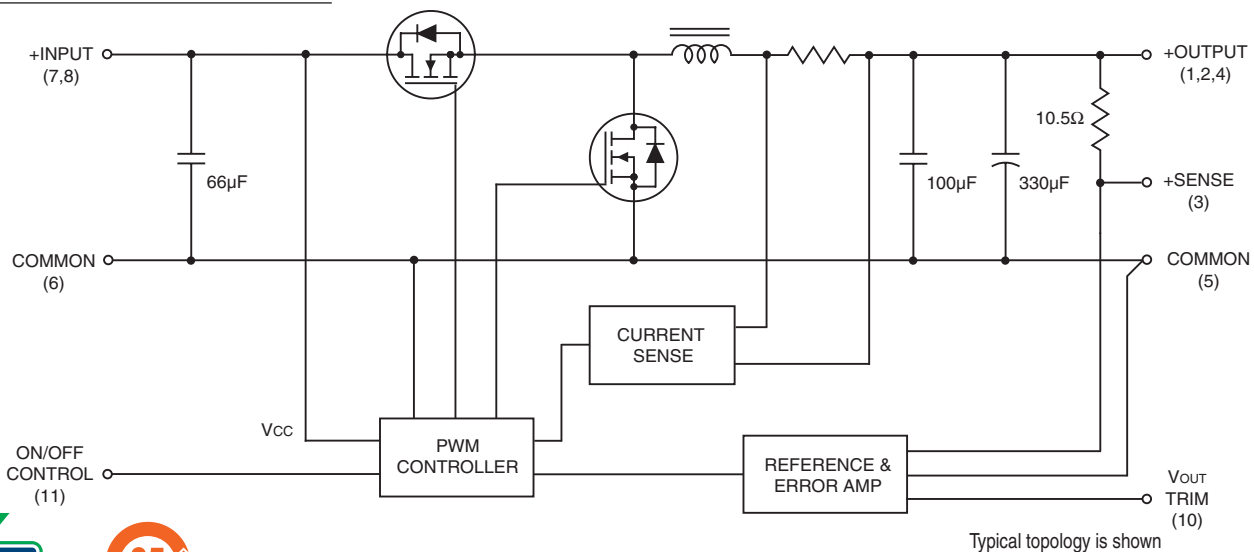 +INPUT
(7,8)
+OUTPUT
(1,2,4)
10.5Ω
66µF
100µF
330µF
+SENSE
(3)
COMMON
(6)
COMMON
(5)
CURRENT
SENSE
VCC
PWM
CONTROLLER
ON/OFF
CONTROL
(11)
REFERENCE &
ERROR AMP
VOUT
TRIM
(10)
Typical topology is shown